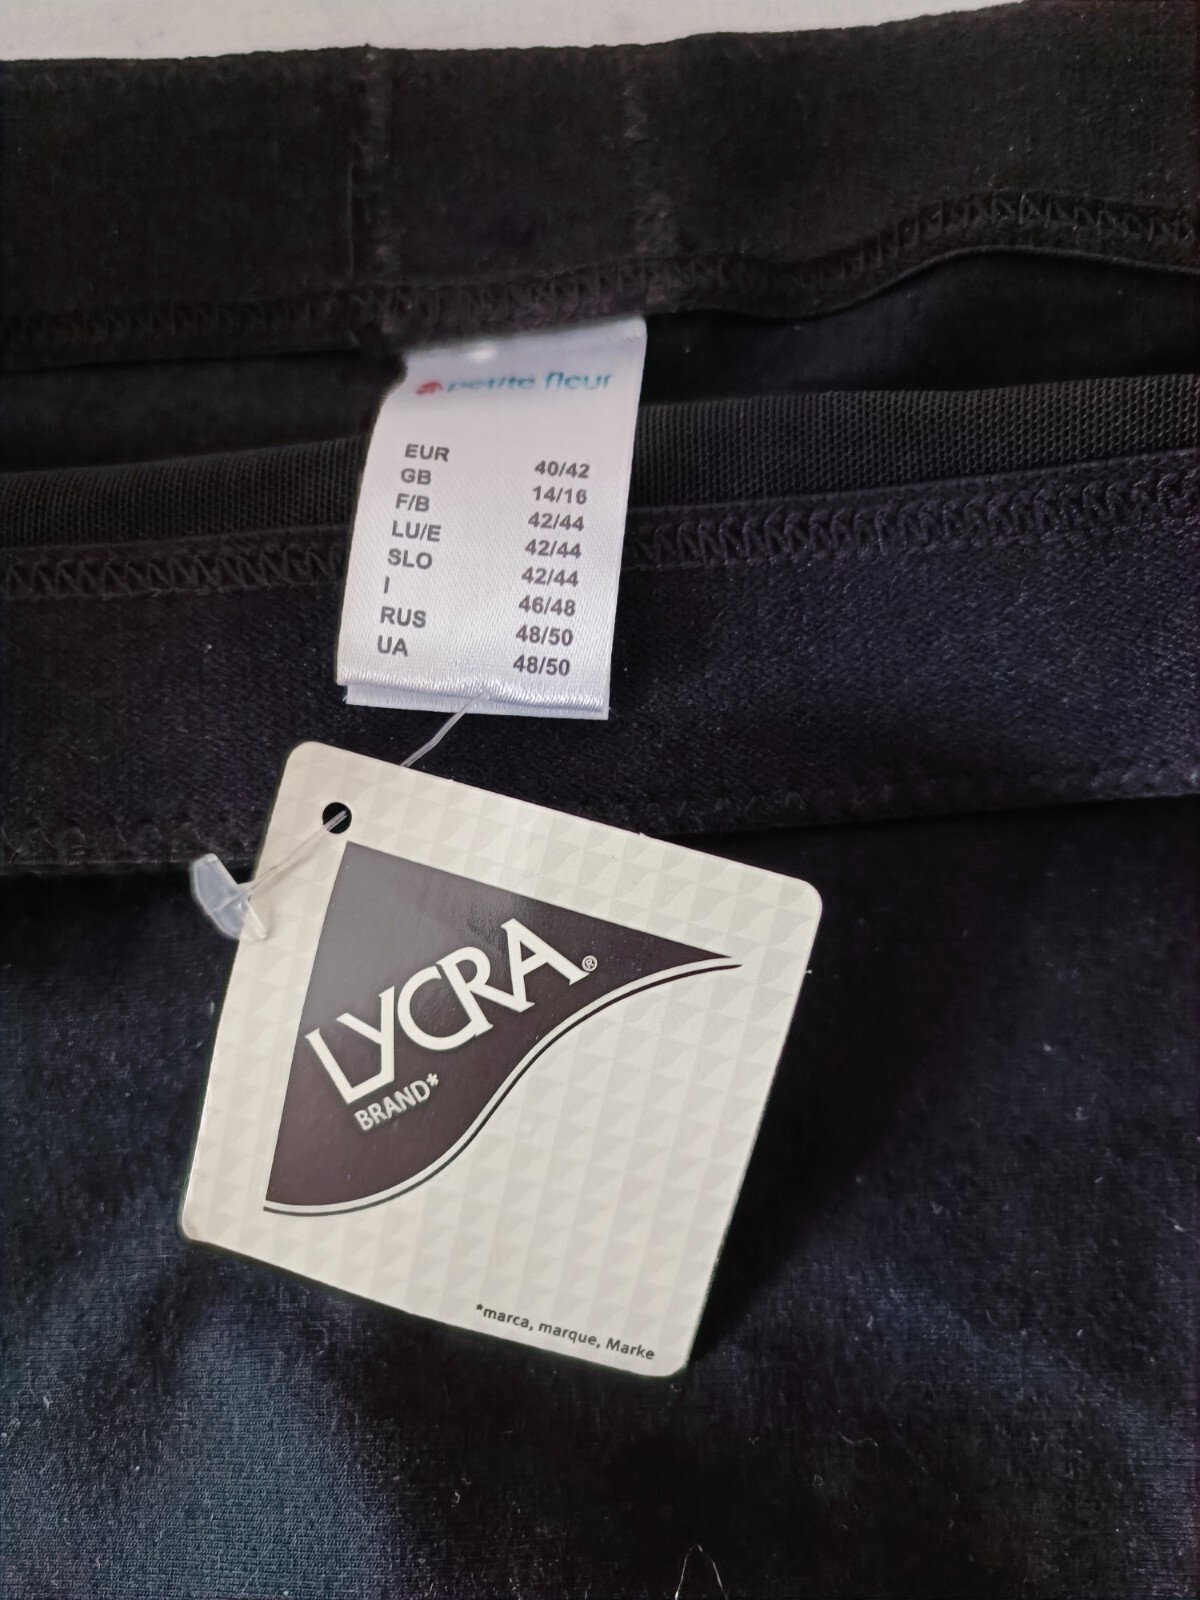 petite fleur
EUR 40/42
GB 14/16
F/B 42/44
LU/E 42/44
SLO 42/44
I 46/48
RUS 48/50
UA 48/50
LYCRA®
BRAND*
*marca, marque, Marke